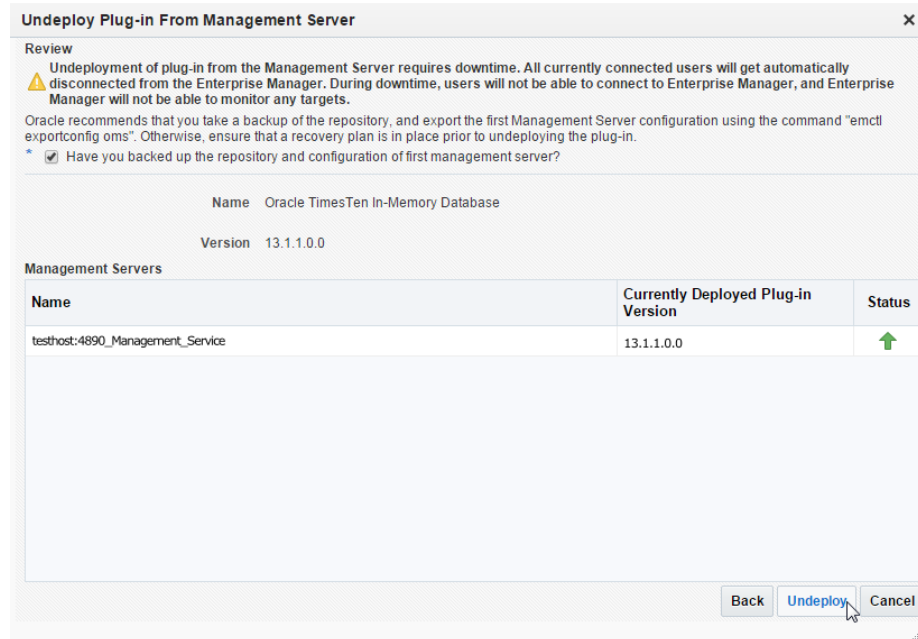 Undeploy Plug-in From Management Server
Review
Undeployment of plug-in from the Management Server requires downtime. All currently connected users will get automatically
disconnected from the Enterprise Manager. During downtime, users will not be able to connect to Enterprise Manager, and Enterprise
Manager will not be able to monitor any targets.
Oracle recommends that you take a backup of the repository, and export the first Management Server configuration using the command "emctl
exportconfig oms". Otherwise, ensure that a recovery plan is in place prior to undeploying the plug-in.
* Have you backed up the repository and configuration of first management server?
Name Oracle TimesTen In-Memory Database
Version 13.1.1.0.0
Management Servers
Name Currently Deployed Plug-in Version Status
testhost:4890_Management_Service 13.1.1.0.0
Back Undeploy Cancel